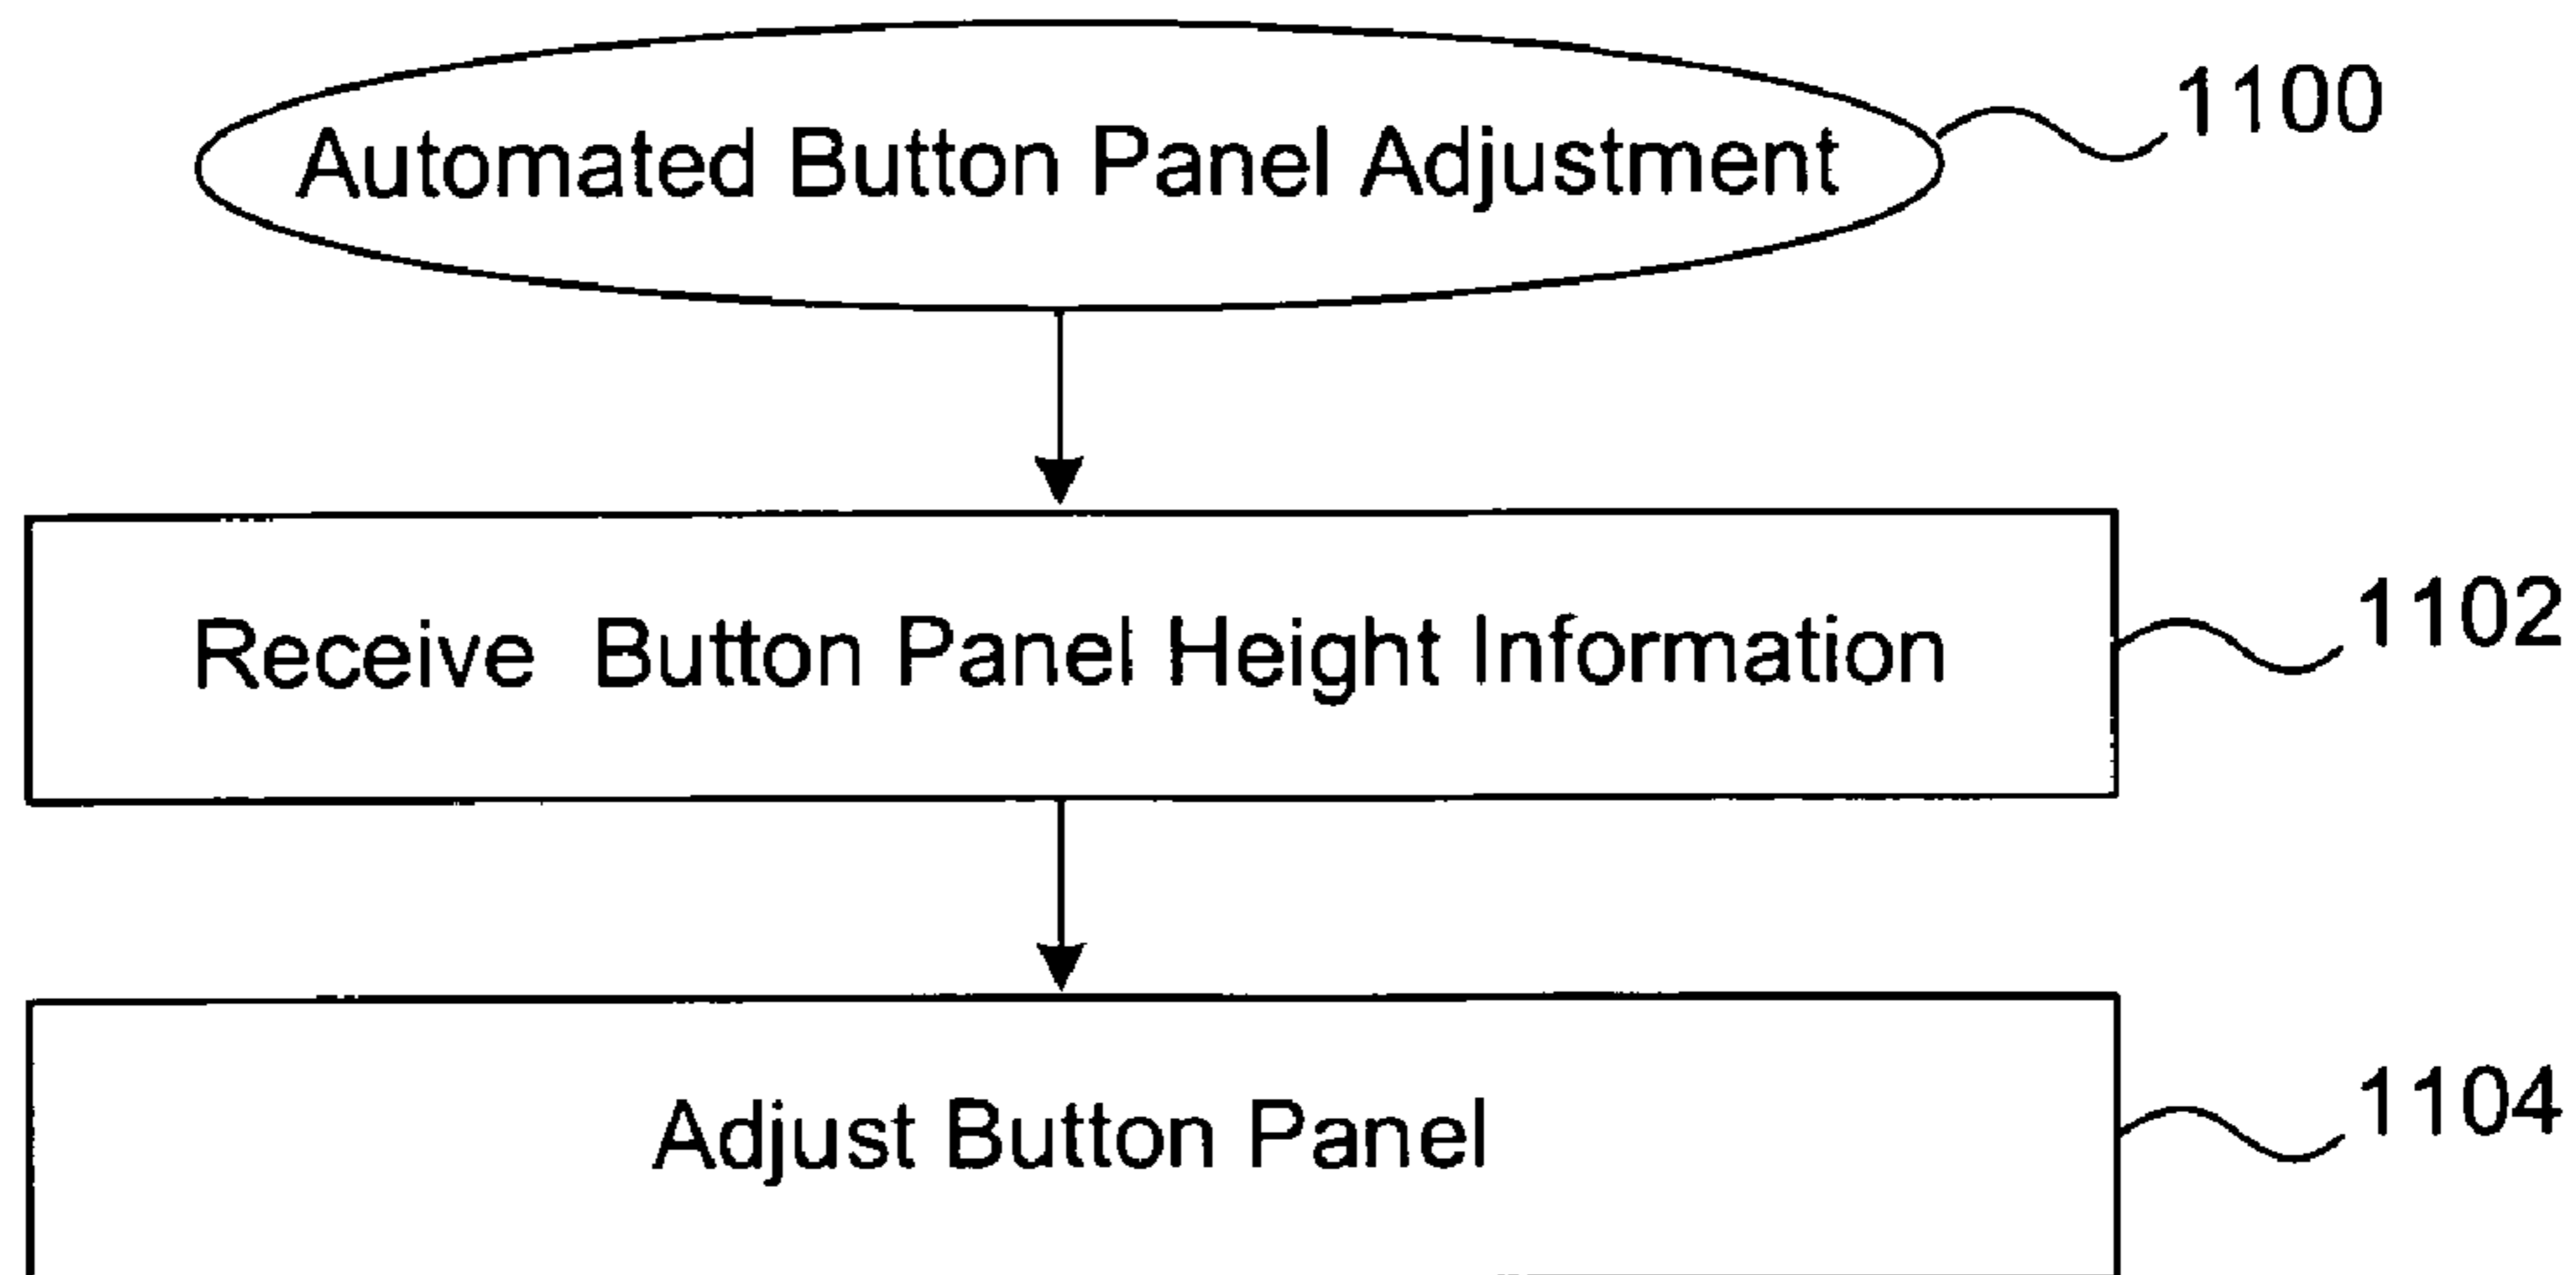 Automated Button Panel Adjustment
1100
Receive Button Panel Height Information
1102
Adjust Button Panel
1104